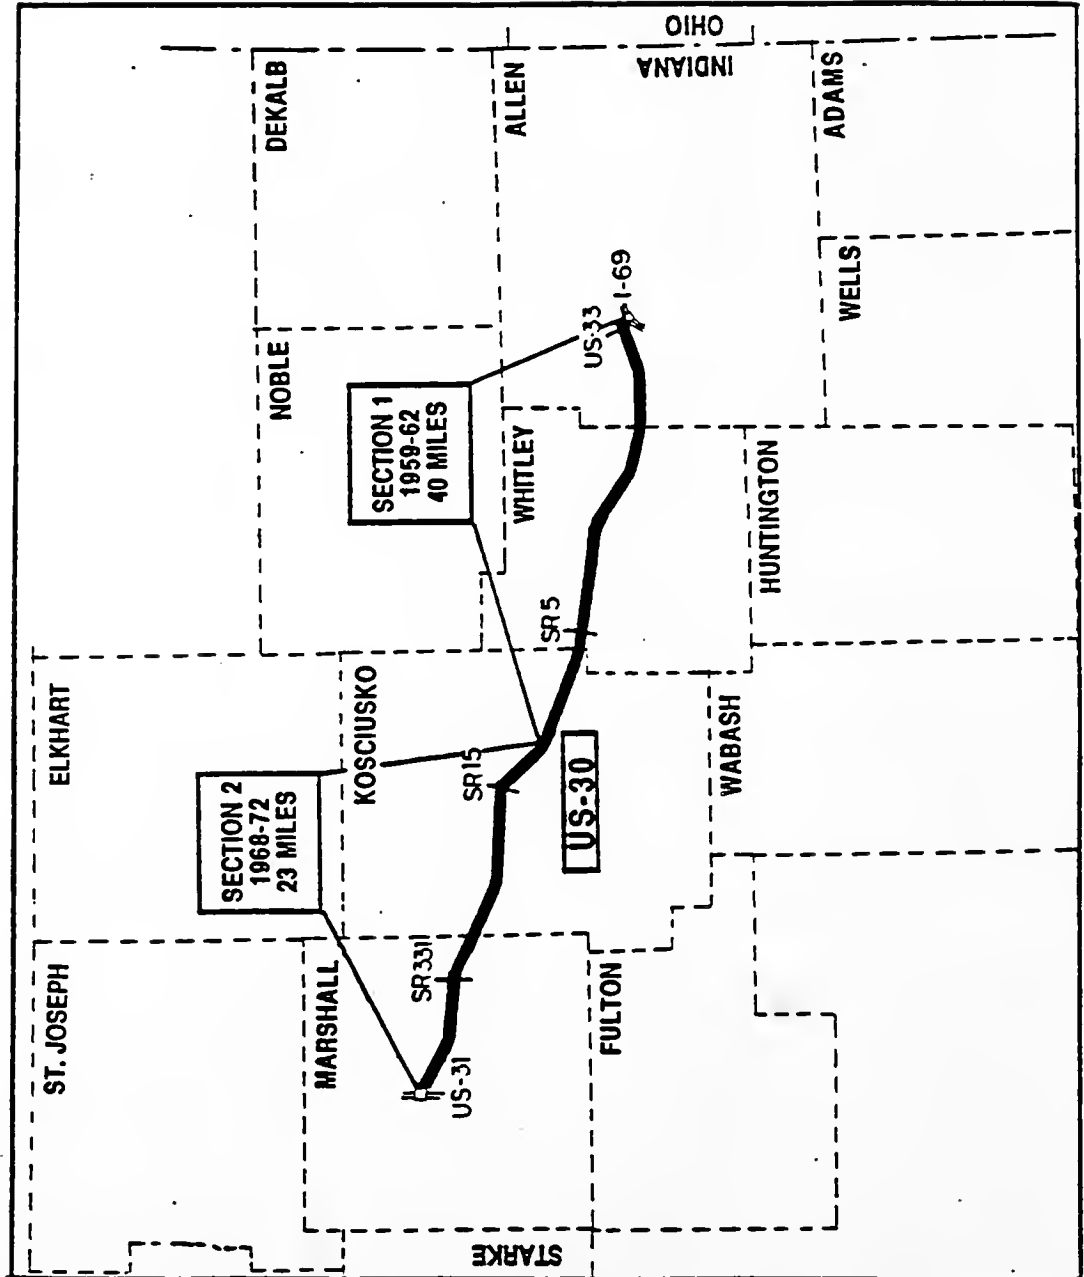 ST. JOSEPH
ELKHART
DEKALB
NOBLE
SECTION 2
1968-72
23 MILES
SECTION 1
1959-62
40 MILES
MARSHALL
KOSCIUSKO
ALLEN
WHITLEY
OHIO
INDIANA
US-31
SR331
SR15
SR5
US-33
I-69
US-30
STARKE
FULTON
WABASH
HUNTINGTON
WELLS
ADAMS